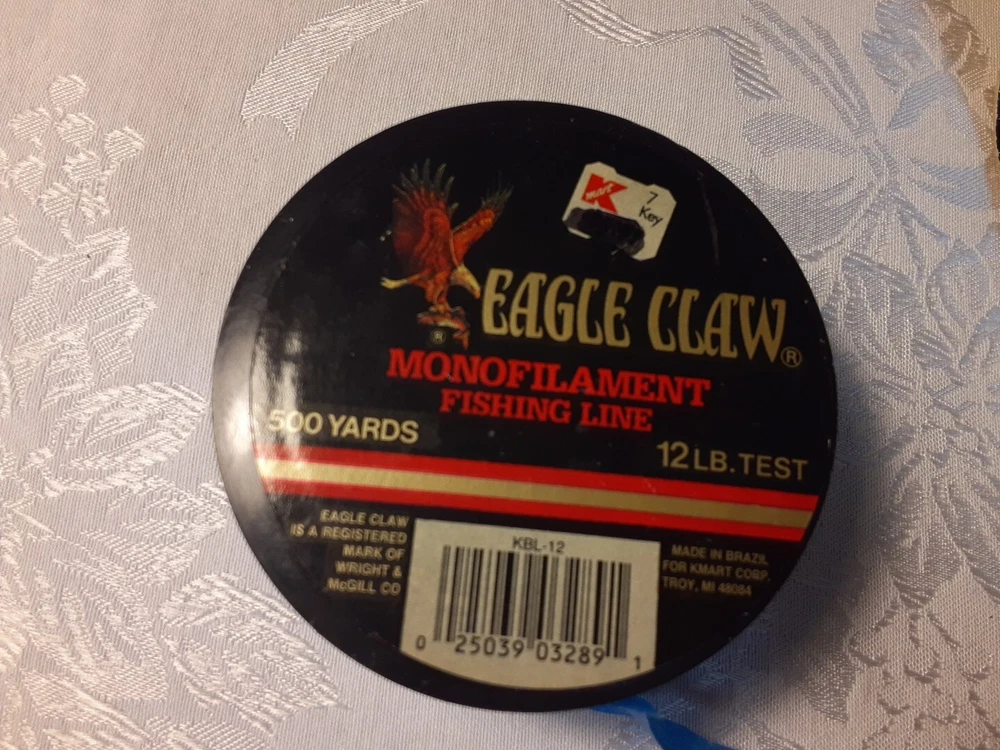 Kmart
7
Key
EAGLE CLAW®
®
MONOFILAMENT
FISHING LINE
500 YARDS
12 LB. TEST
EAGLE CLAW
IS A REGISTERED
MARK OF
WRIGHT &
McGILL CO
KBL-12
0 25039 03289 1
MADE IN BRAZIL
FOR KMART CORP.
TROY, MI 48084